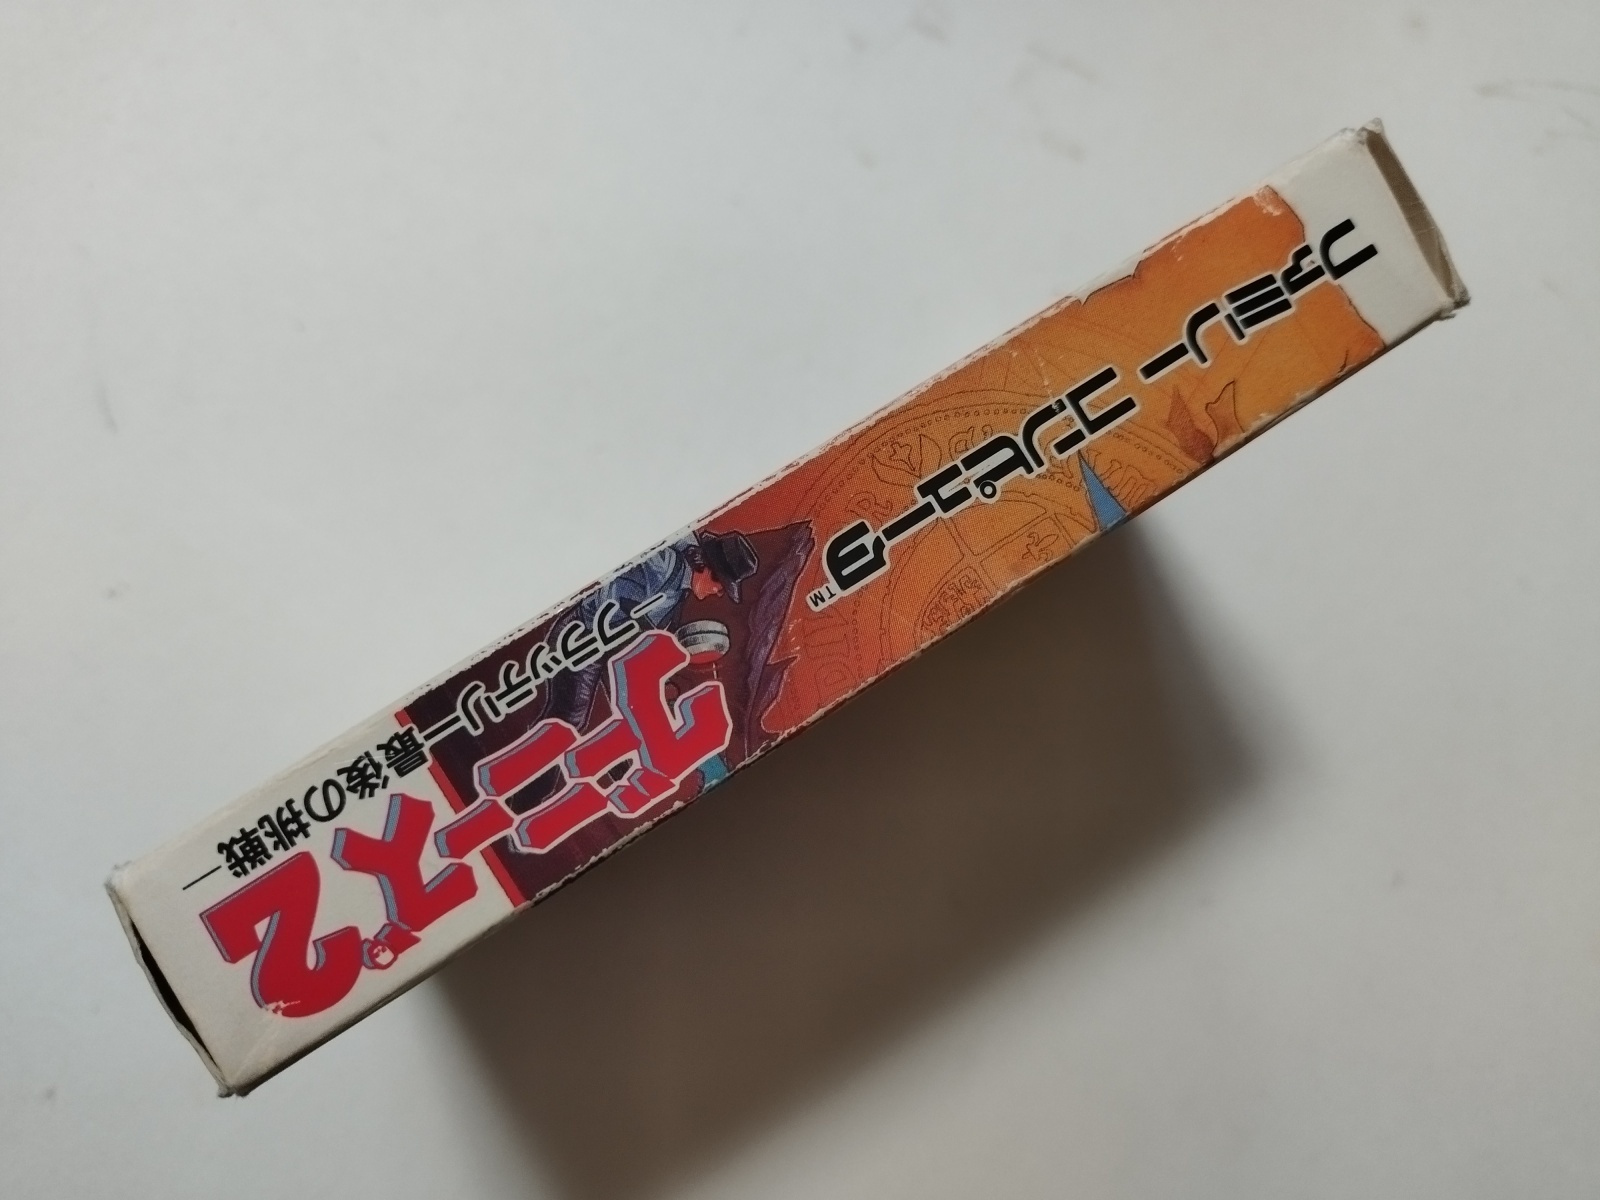 ファミリー コンピュータ™
グーニーズ2
—フラッテリー最後の挑戦—